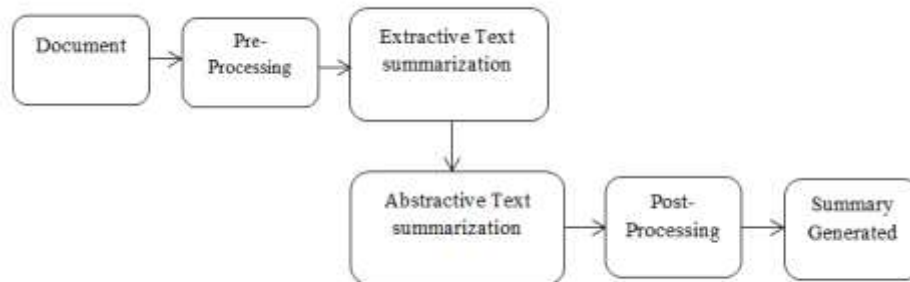 Document
Pre-
Processing
Extractive Text
summarization
Abstractive Text
summarization
Post-
Processing
Summary
Generated